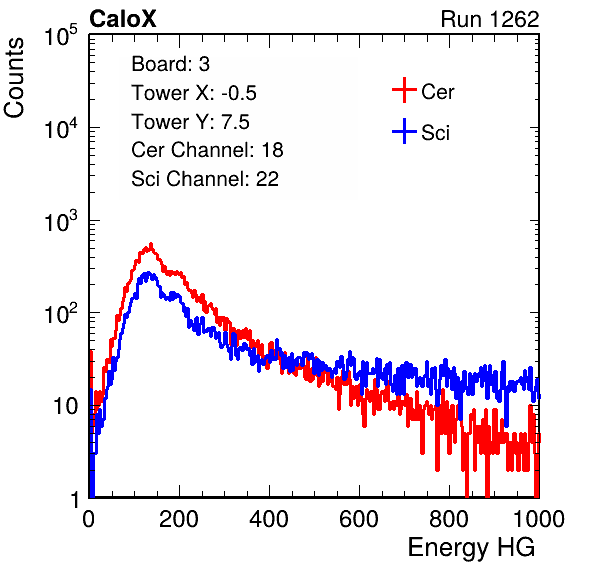 CaloX Run 1262
Counts
10^5
10^4
10^3
10^2
10
1
Board: 3
Tower X: -0.5
Tower Y: 7.5
Cer Channel: 18
Sci Channel: 22
Cer
Sci
0 200 400 600 800 1000
Energy HG